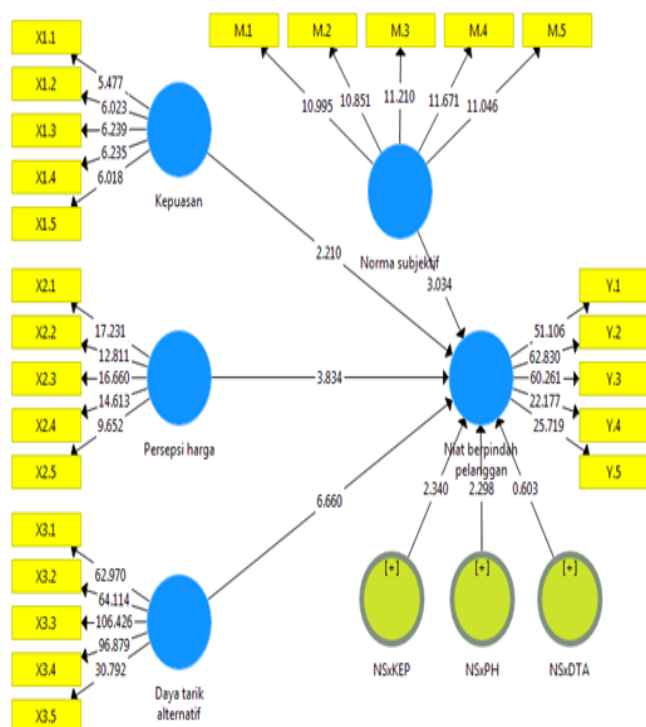 X1.1
X1.2
X1.3
X1.4
X1.5
5.477
6.023
6.239
6.235
6.018
Kepuasan
M.1
M.2
M.3
M.4
M.5
10.995
10.851
11.210
11.671
11.046
Norma subjektif
2.210
3.034
X2.1
X2.2
X2.3
X2.4
X2.5
17.231
12.811
16.660
14.613
9.652
Persepsi harga
3.834
Niat berpindah
pelanggan
51.106
62.830
60.261
22.177
25.719
Y.1
Y.2
Y.3
Y.4
Y.5
X3.1
X3.2
X3.3
X3.4
X3.5
62.970
64.114
106.426
96.879
30.792
Daya tarik
alternatif
6.660
2.340
2.298
0.603
[+]
[+]
[+]
NSxKEP
NSxPH
NSxDTA